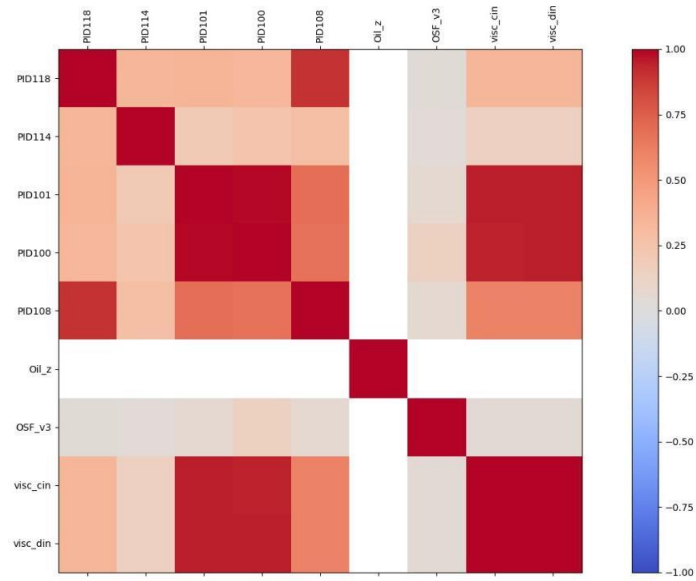 PID118 PID114 PID101 PID100 PID108 Oil_z OSF_v3 visc_cin visc_din
PID118
PID114
PID101
PID100
PID108
Oil_z
OSF_v3
visc_cin
visc_din
1.00
0.75
0.50
0.25
0.00
−0.25
−0.50
−0.75
−1.00